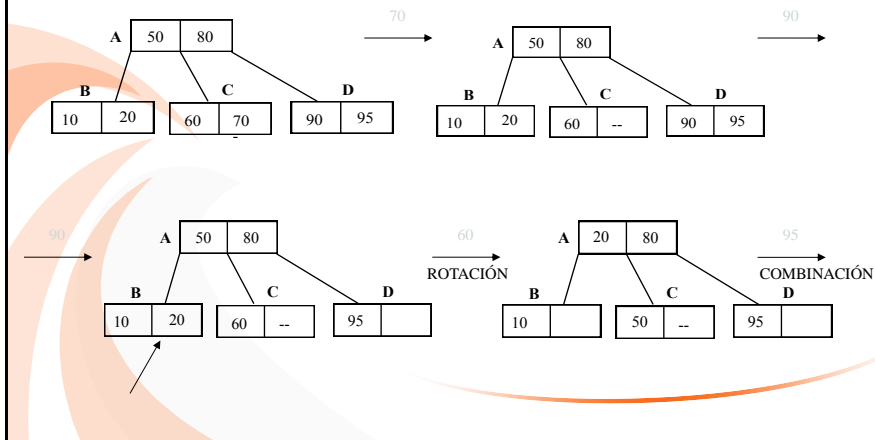 70
90
A 50 80
A 50 80
B C D
B C D
10 20 60 70 90 95
10 20 60 -- 90 95
-
90 60 95
A 50 80
A 20 80
ROTACIÓN COMBINACIÓN
B C D
B C D
10 20 60 -- 95
10 50 -- 95